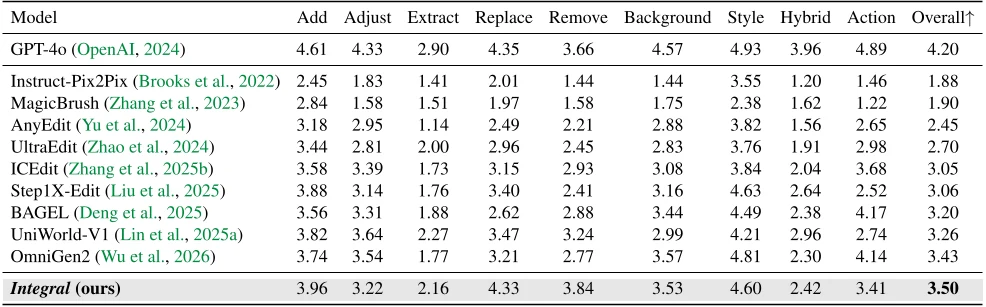 Model Add Adjust Extract Replace Remove Background Style Hybrid Action Overall↑
GPT-4o (OpenAI, 2024) 4.61 4.33 2.90 4.35 3.66 4.57 4.93 3.96 4.89 4.20
Instruct-Pix2Pix (Brooks et al., 2022) 2.45 1.83 1.41 2.01 1.44 1.44 3.55 1.20 1.46 1.88
MagicBrush (Zhang et al., 2023) 2.84 1.58 1.51 1.97 1.58 1.75 2.38 1.62 1.22 1.90
AnyEdit (Yu et al., 2024) 3.18 2.95 1.14 2.49 2.21 2.88 3.82 1.56 2.65 2.45
UltraEdit (Zhao et al., 2024) 3.44 2.81 2.00 2.96 2.45 2.83 3.76 1.91 2.98 2.70
ICEdit (Zhang et al., 2025b) 3.58 3.39 1.73 3.15 2.93 3.08 3.84 2.04 3.68 3.05
Step1X-Edit (Liu et al., 2025) 3.88 3.14 1.76 3.40 2.41 3.16 4.63 2.64 2.52 3.06
BAGEL (Deng et al., 2025) 3.56 3.31 1.88 2.62 2.88 3.44 4.49 2.38 4.17 3.20
UniWorld-V1 (Lin et al., 2025a) 3.82 3.64 2.27 3.47 3.24 2.99 4.21 2.96 2.74 3.26
OmniGen2 (Wu et al., 2026) 3.74 3.54 1.77 3.21 2.77 3.57 4.81 2.30 4.14 3.43
Integral (ours) 3.96 3.22 2.16 4.33 3.84 3.53 4.60 2.42 3.41 3.50